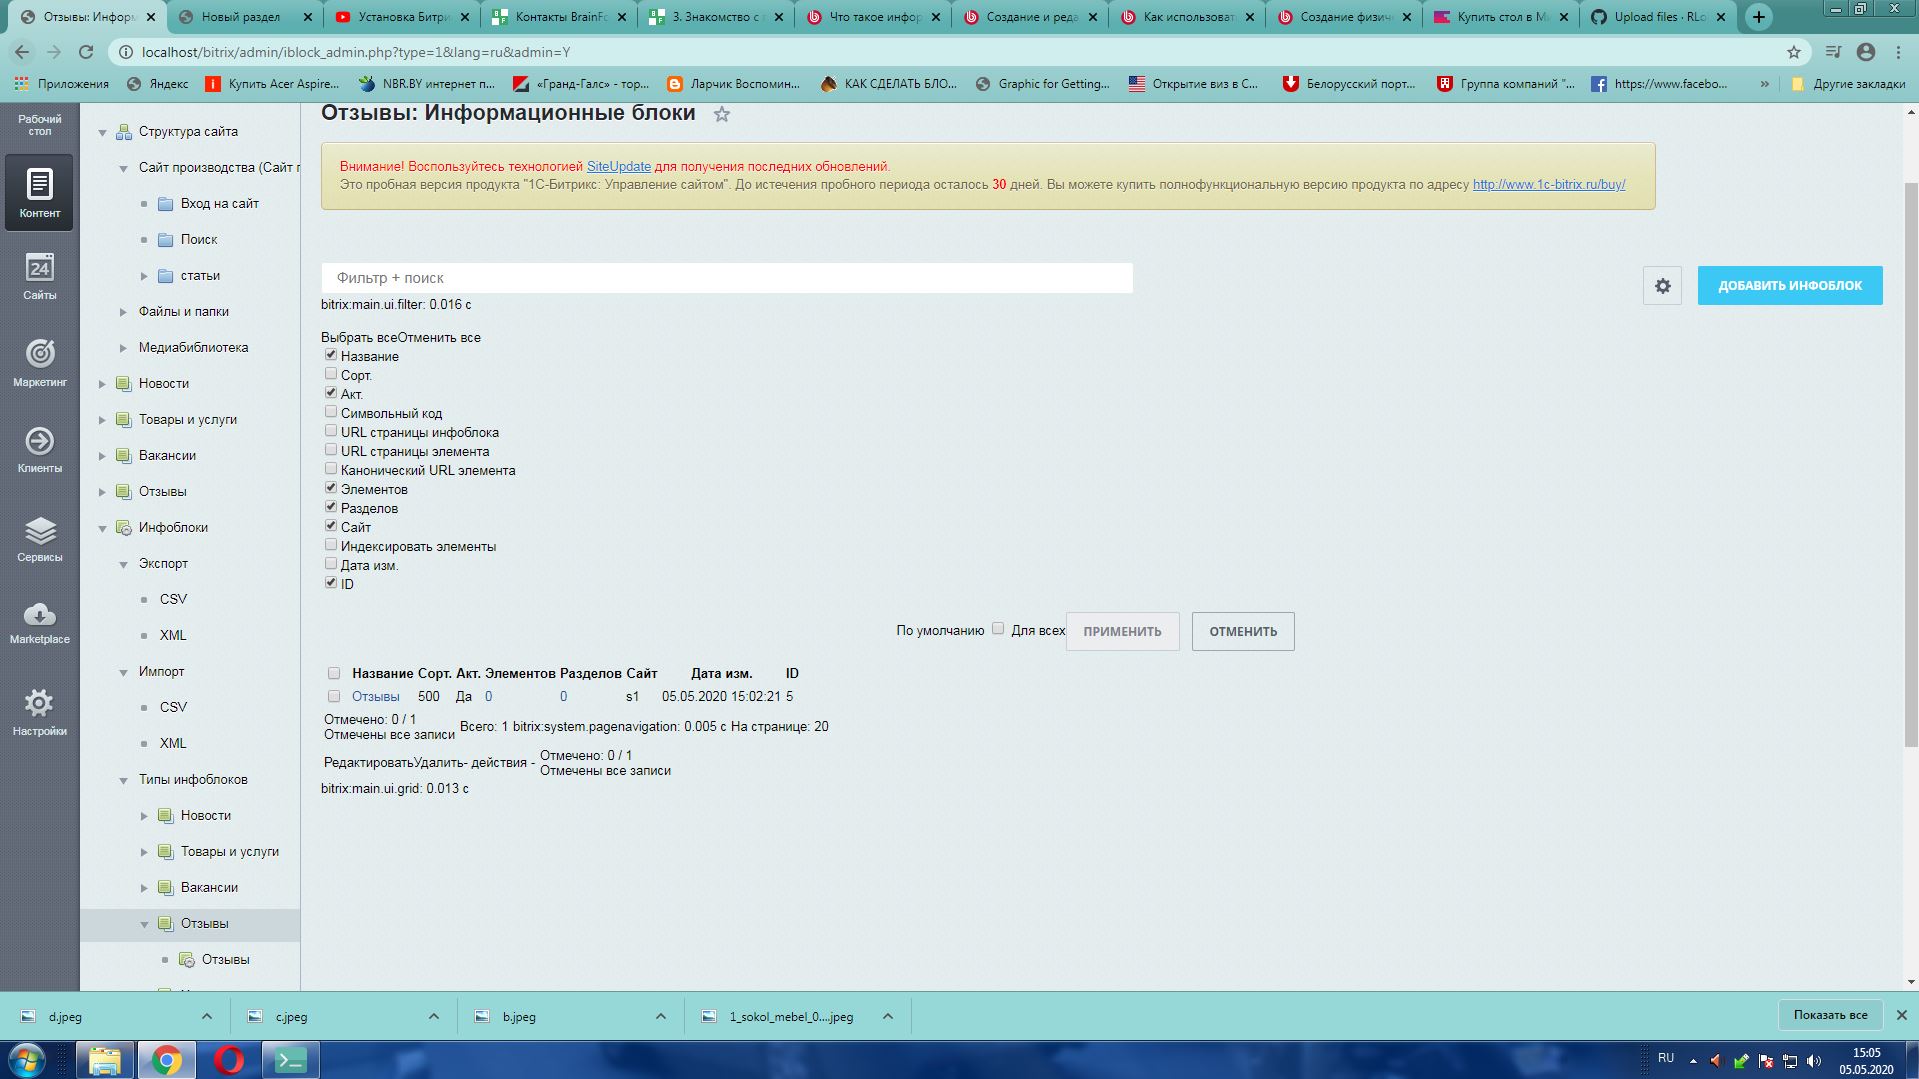 Отзывы: Информ
Новый раздел
Установка Битри
Контакты BrainFo
3. Знакомство с
Что такое инфор
Создание и реда
Как использоват
Создание физич
Купить стол в Ми
Upload files · RLo
localhost/bitrix/admin/iblock_admin.php?type=1&lang=ru&admin=Y
Приложения
Яндекс
Купить Acer Aspire...
NBR.BY интернет п...
«Гранд-Галс» - тор...
Ларчик Воспомин...
КАК СДЕЛАТЬ БЛО...
Graphic for Getting...
Открытие виз в С...
Белорусский порт...
Группа компаний "...
https://www.facebo...
»
Другие закладки
Рабочий
стол
Контент
24
Сайты
Маркетинг
Клиенты
Сервисы
Marketplace
Настройки
Структура сайта
Сайт производства (Сайт п
Вход на сайт
Поиск
статьи
Файлы и папки
Медиабиблиотека
Новости
Товары и услуги
Вакансии
Отзывы
Инфоблоки
Экспорт
CSV
XML
Импорт
CSV
XML
Типы инфоблоков
Новости
Товары и услуги
Вакансии
Отзывы
Отзывы
Отзывы: Информационные блоки
Внимание! Воспользуйтесь технологией SiteUpdate для получения последних обновлений.
Это пробная версия продукта "1С-Битрикс: Управление сайтом". До истечения пробного периода осталось 30 дней. Вы можете купить полнофункциональную версию продукта по адресу http://www.1c-bitrix.ru/buy/
Фильтр + поиск
ДОБАВИТЬ ИНФОБЛОК
bitrix:main.ui.filter: 0.016 с
Выбрать всеОтменить все
Название
Сорт.
Акт.
Символьный код
URL страницы инфоблока
URL страницы элемента
Канонический URL элемента
Элементов
Разделов
Сайт
Индексировать элементы
Дата изм.
ID
По умолчанию Для всех ПРИМЕНИТЬ ОТМЕНИТЬ
Название Сорт. Акт. Элементов Разделов Сайт Дата изм. ID
Отзывы 500 Да 0 0 s1 05.05.2020 15:02:21 5
Отмечено: 0 / 1
Отмечены все записи
Всего: 1 bitrix:system.pagenavigation: 0.005 с На странице: 20
РедактироватьУдалить- действия -
Отмечено: 0 / 1
Отмечены все записи
bitrix:main.ui.grid: 0.013 с
d.jpeg
c.jpeg
b.jpeg
1_sokol_mebel_0....jpeg
Показать все
RU
15:05
05.05.2020